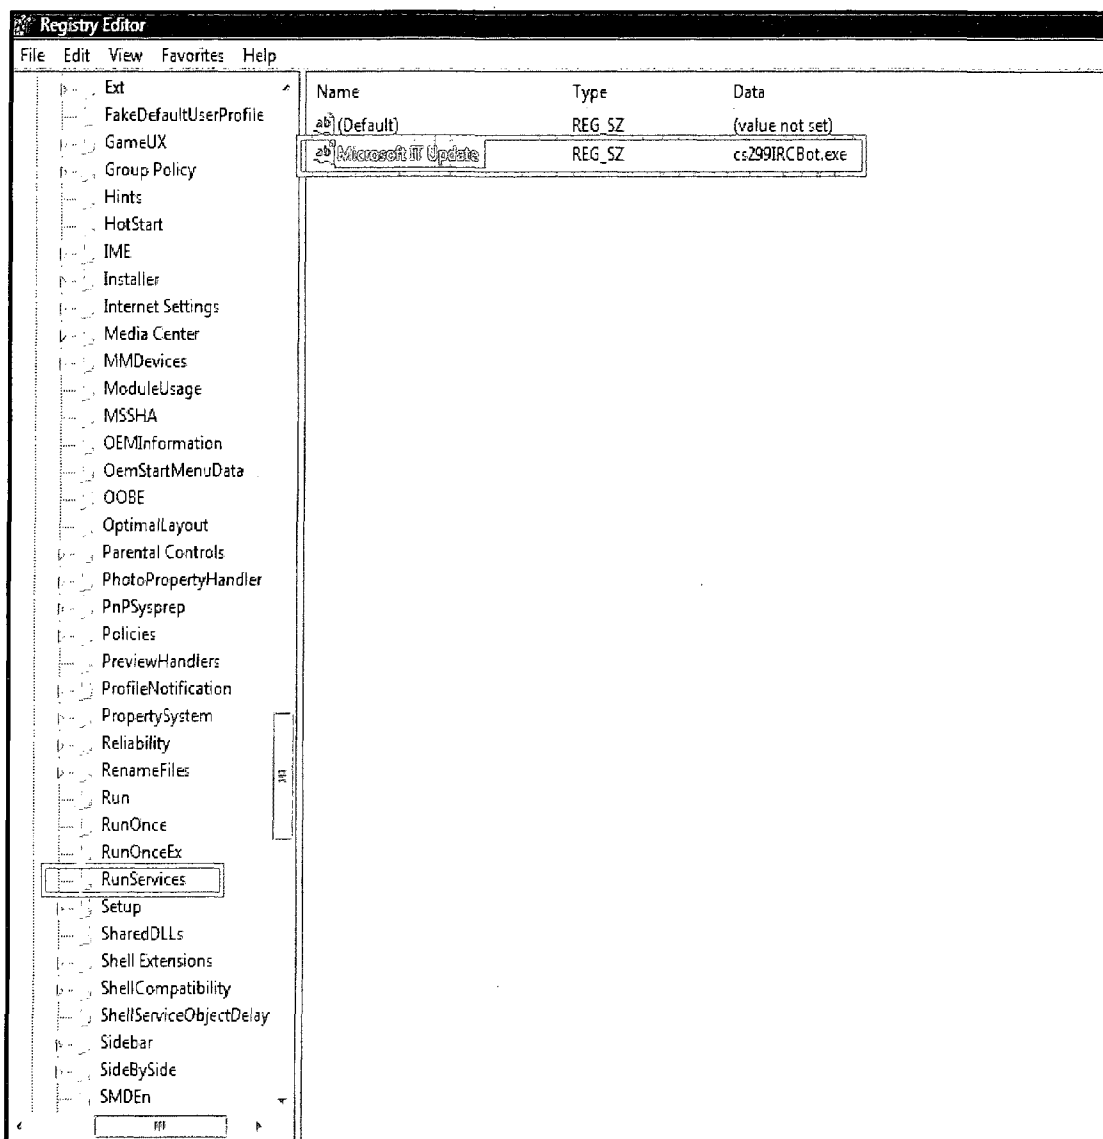 Registry Editor
File Edit View Favorites Help
Ext
FakeDefaultUserProfile
GameUX
Group Policy
Hints
HotStart
IME
Installer
Internet Settings
Media Center
MMDevices
ModuleUsage
MSSHA
OEMInformation
OemStartMenuData
OOBE
OptimalLayout
Parental Controls
PhotoPropertyHandler
PnPSysprep
Policies
PreviewHandlers
ProfileNotification
PropertySystem
Reliability
RenameFiles
Run
RunOnce
RunOnceEx
RunServices
Setup
SharedDLLs
Shell Extensions
ShellCompatibility
ShellServiceObjectDelay
Sidebar
SideBySide
SMDEn
Name Type Data
ab (Default) REG_SZ (value not set)
ab Microsoft IT Update REG_SZ cs299IRCBot.exe